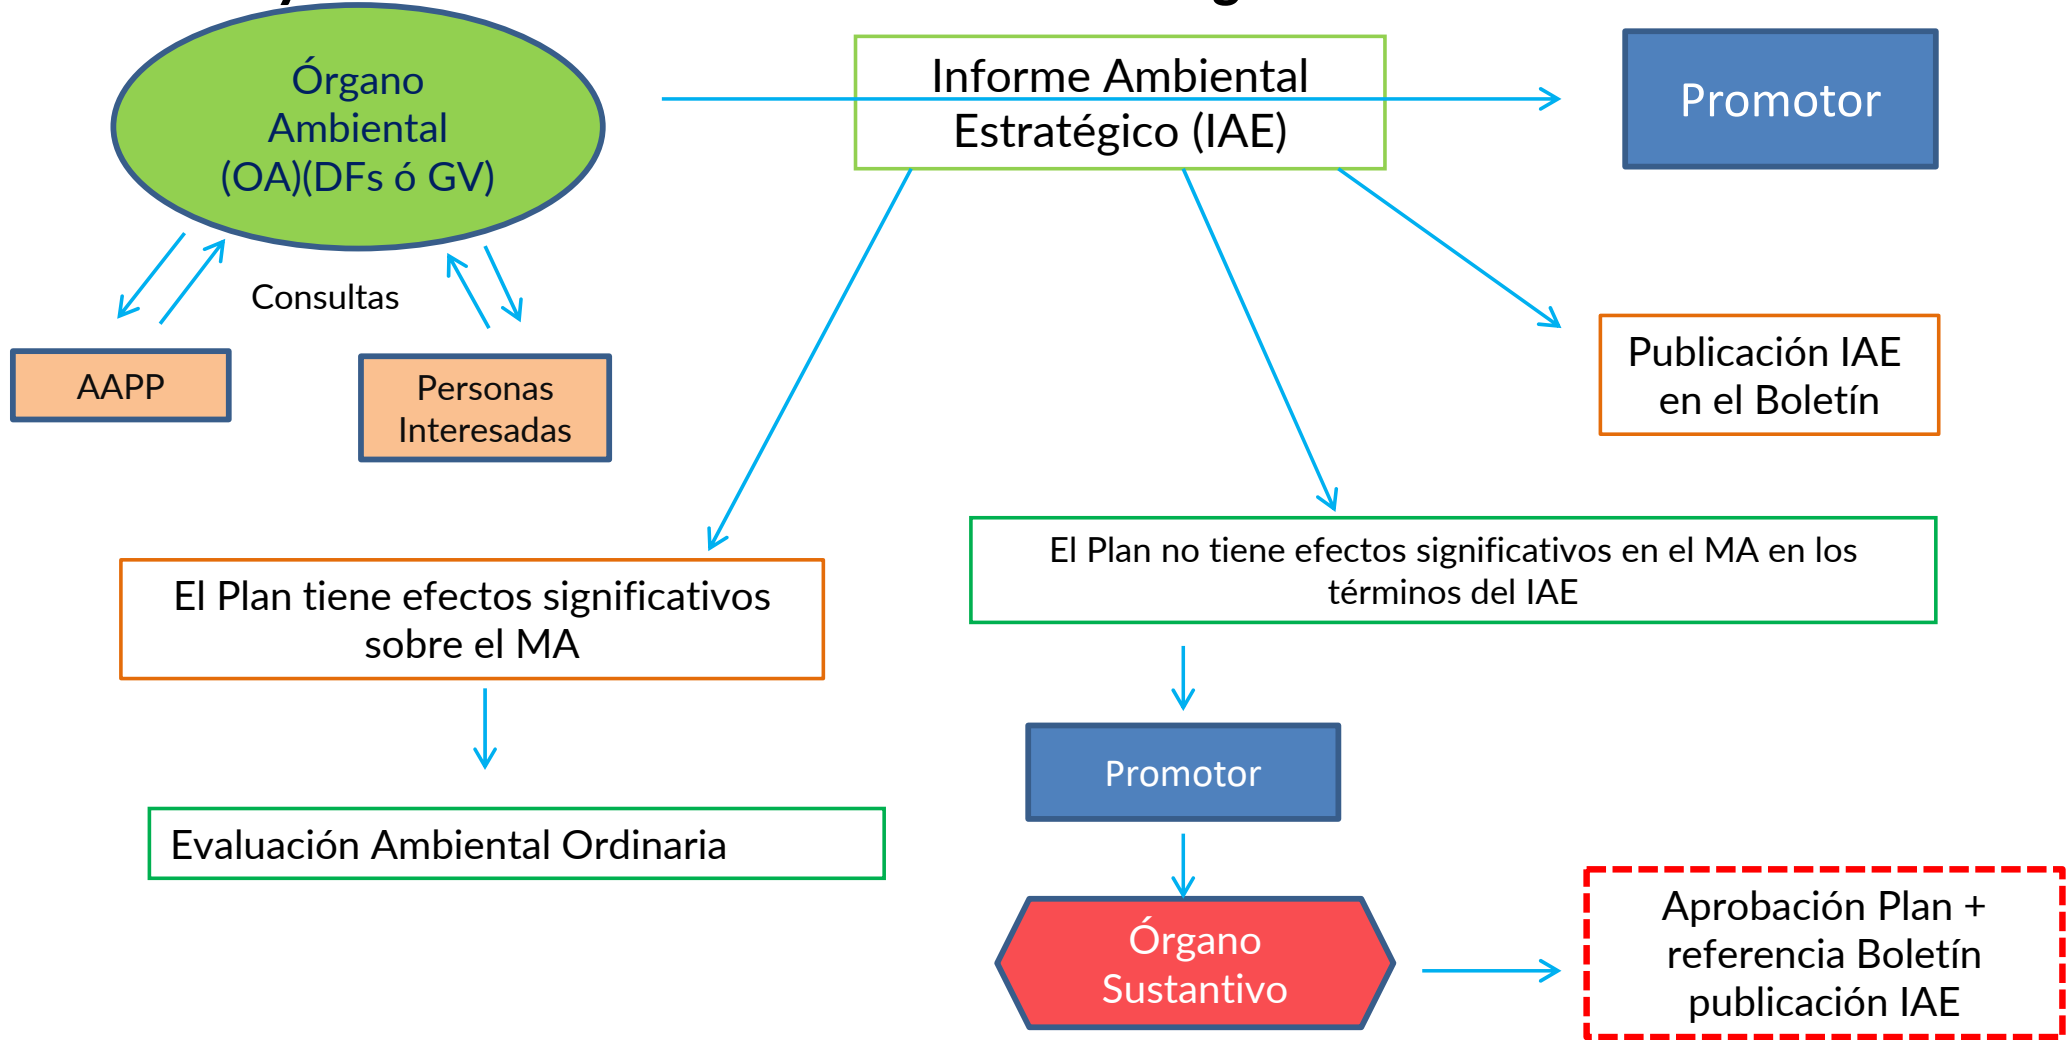 Órgano
Ambiental
(OA)(DFs ó GV)
Informe Ambiental
Estratégico (IAE)
Promotor
Consultas
AAPP
Personas
Interesadas
Publicación IAE
en el Boletín
El Plan tiene efectos significativos
sobre el MA
El Plan no tiene efectos significativos en el MA en los
términos del IAE
Promotor
Evaluación Ambiental Ordinaria
Órgano
Sustantivo
Aprobación Plan +
referencia Boletín
publicación IAE